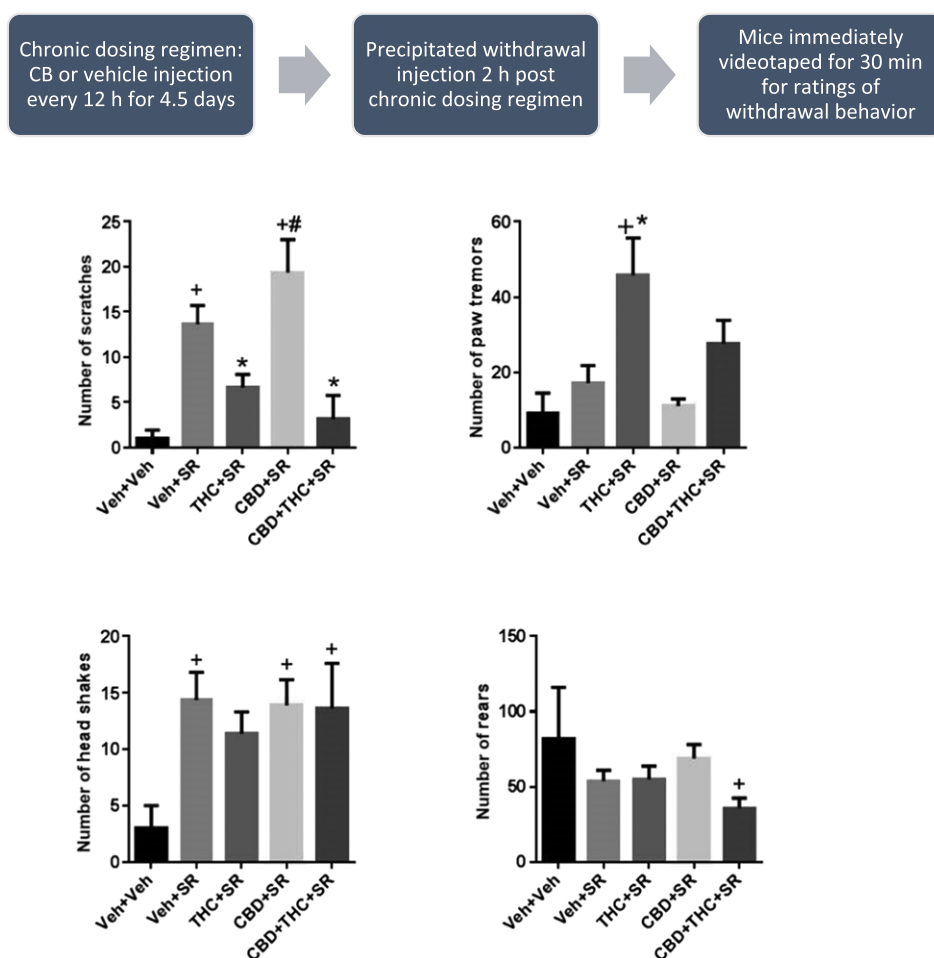 Chronic dosing regimen:
CB or vehicle injection
every 12 h for 4.5 days
Precipitated withdrawal
injection 2 h post
chronic dosing regimen
Mice immediately
videotaped for 30 min
for ratings of
withdrawal behavior
Number of scratches
25
20
15
10
5
0
+
*
+#
*
Veh+Veh
Veh+SR
THC+SR
CBD+SR
CBD+THC+SR
Number of paw tremors
60
40
20
0
+*
Veh+Veh
Veh+SR
THC+SR
CBD+SR
CBD+THC+SR
Number of head shakes
20
15
10
5
0
+
+
+
Veh+Veh
Veh+SR
THC+SR
CBD+SR
CBD+THC+SR
Number of rears
150
100
50
0
+
Veh+Veh
Veh+SR
THC+SR
CBD+SR
CBD+THC+SR